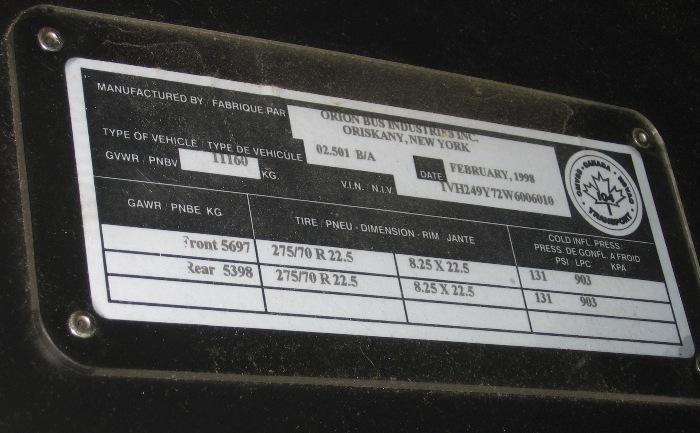 MANUFACTURED BY / FABRIQUE PAR ORION BUS INDUSTRIES INC.
ORISKANY, NEW YORK
TYPE OF VEHICLE / TYPE DE VEHICULE 02.501 B/A DATE FEBRUARY, 1998
GVWR / PNBV 11160 KG. V.I.N. / N.I.V. 1VH249Y72W6006010
104
CANADA
TRANSPORT
GAWR / PNBE KG TIRE / PNEU - DIMENSION - RIM / JANTE COLD INFL. PRESS.
PRESS. DE GONFL. A FROID
PSI / LPC KPA
Front 5697 275/70 R 22.5 8.25 X 22.5 131 903
Rear 5398 275/70 R 22.5 8.25 X 22.5 131 903